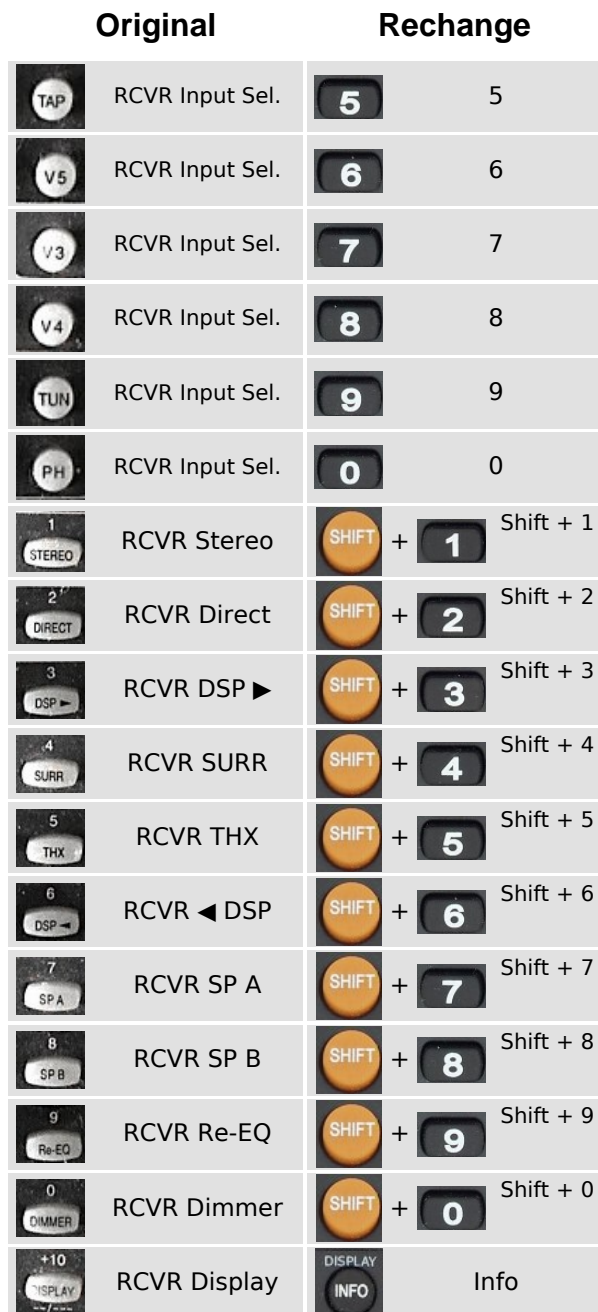 Original Rechange
TAP RCVR Input Sel. 5 5
V5 RCVR Input Sel. 6 6
V3 RCVR Input Sel. 7 7
V4 RCVR Input Sel. 8 8
TUN RCVR Input Sel. 9 9
PH RCVR Input Sel. 0 0
1
STEREO RCVR Stereo SHIFT + 1 Shift + 1
2
DIRECT RCVR Direct SHIFT + 2 Shift + 2
3
DSP ► RCVR DSP ► SHIFT + 3 Shift + 3
4
SURR RCVR SURR SHIFT + 4 Shift + 4
5
THX RCVR THX SHIFT + 5 Shift + 5
6
DSP ◄ RCVR ◄ DSP SHIFT + 6 Shift + 6
7
SP A RCVR SP A SHIFT + 7 Shift + 7
8
SP B RCVR SP B SHIFT + 8 Shift + 8
9
Re-EQ RCVR Re-EQ SHIFT + 9 Shift + 9
0
DIMMER RCVR Dimmer SHIFT + 0 Shift + 0
+10 DISPLAY
DISPLAY RCVR Display INFO Info
--/---